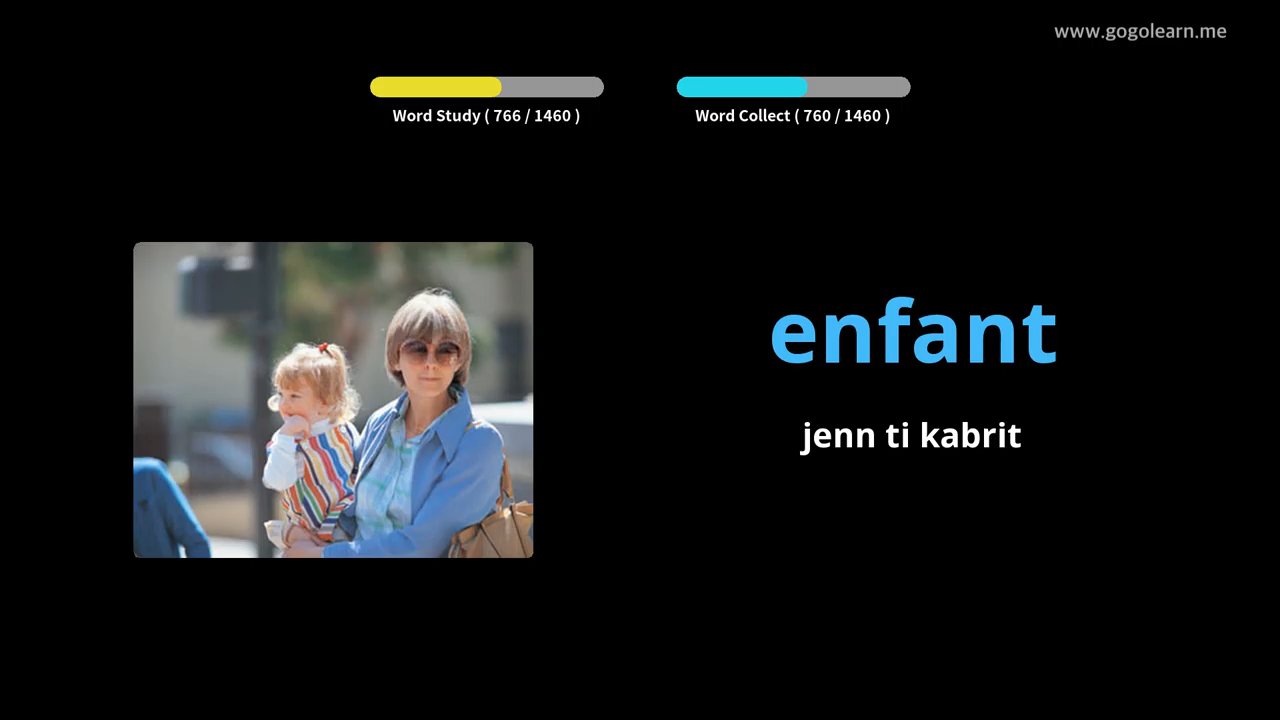 www.gogolearn.me
Word Study ( 766 / 1460 )
Word Collect ( 760 / 1460 )
enfant
jenn ti kabrit